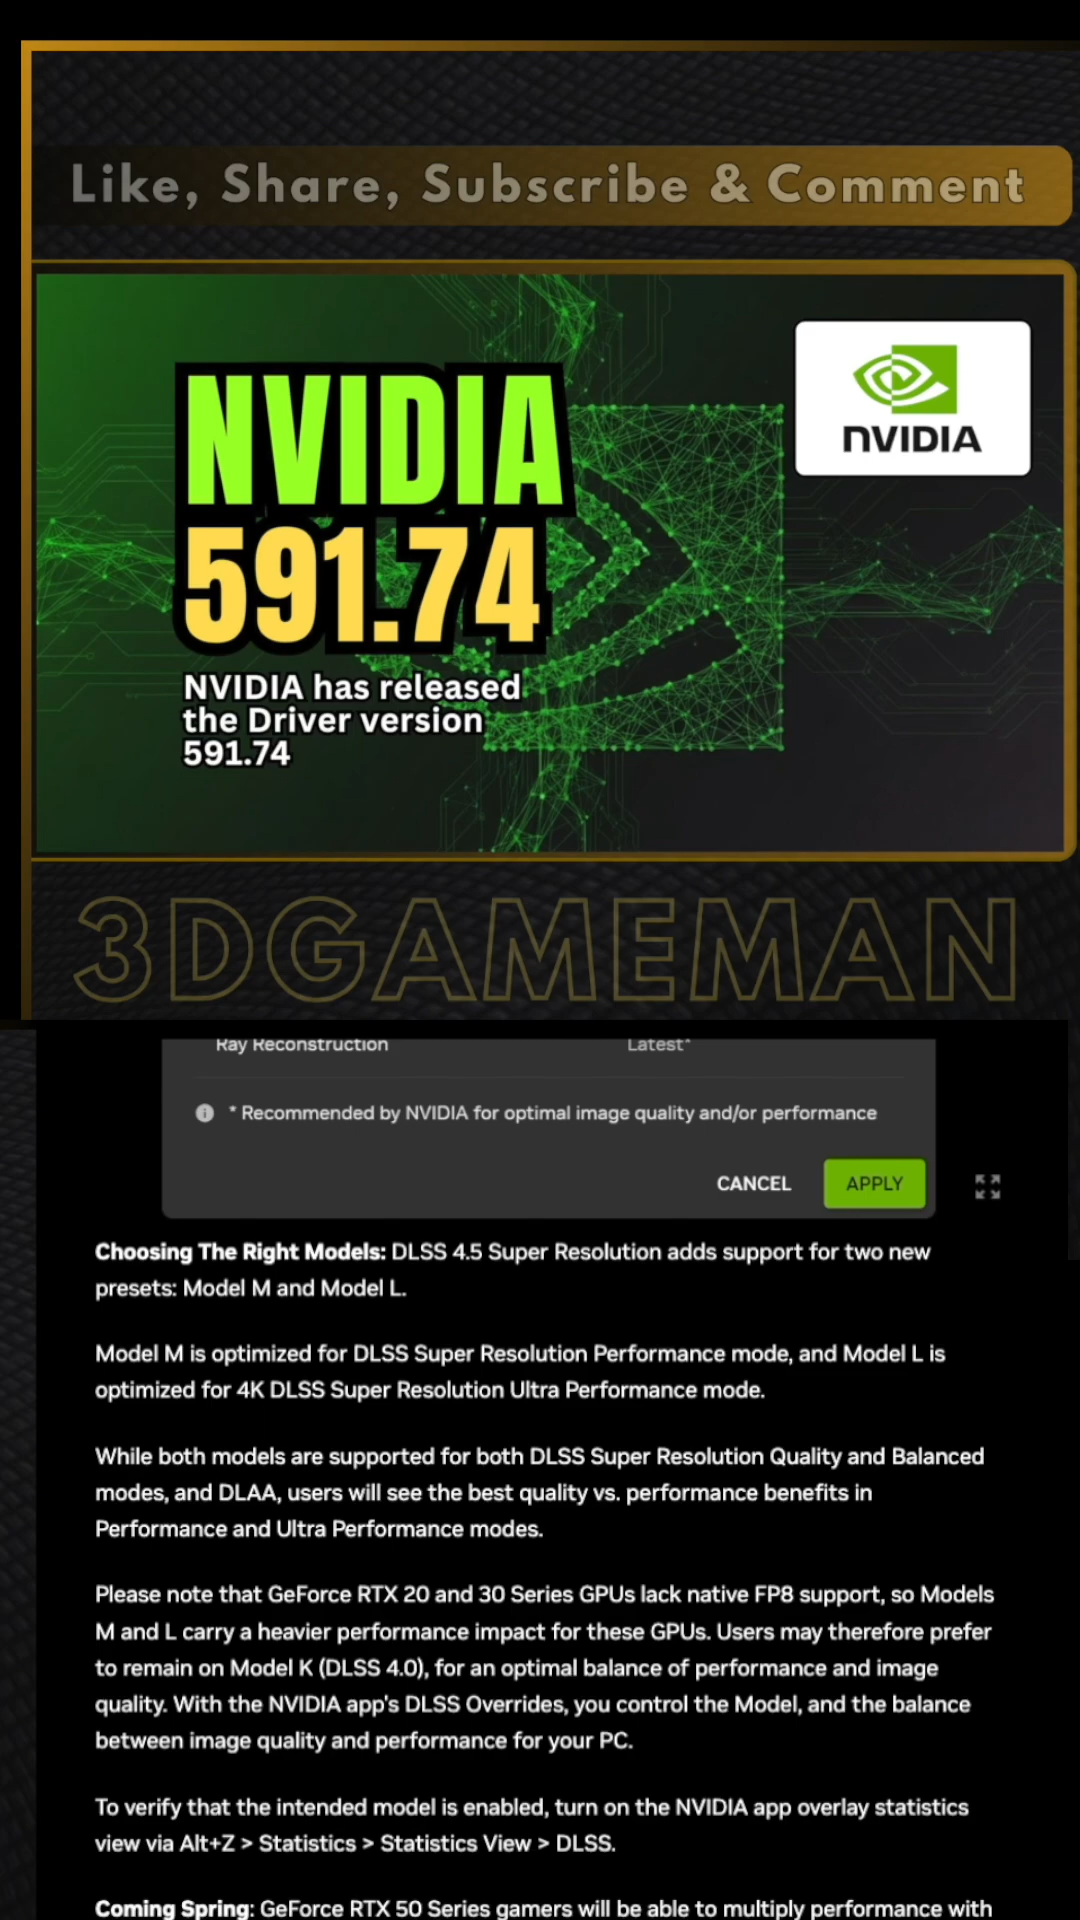 Like, Share, Subscribe & Comment
NVIDIA
591.74
NVIDIA has released
the Driver version
591.74
NVIDIA
3DGAMEMAN
Ray Reconstruction Latest*
* Recommended by NVIDIA for optimal image quality and/or performance
CANCEL APPLY
Choosing The Right Models: DLSS 4.5 Super Resolution adds support for two new
presets: Model M and Model L.
Model M is optimized for DLSS Super Resolution Performance mode, and Model L is
optimized for 4K DLSS Super Resolution Ultra Performance mode.
While both models are supported for both DLSS Super Resolution Quality and Balanced
modes, and DLAA, users will see the best quality vs. performance benefits in
Performance and Ultra Performance modes.
Please note that GeForce RTX 20 and 30 Series GPUs lack native FP8 support, so Models
M and L carry a heavier performance impact for these GPUs. Users may therefore prefer
to remain on Model K (DLSS 4.0), for an optimal balance of performance and image
quality. With the NVIDIA app's DLSS Overrides, you control the Model, and the balance
between image quality and performance for your PC.
To verify that the intended model is enabled, turn on the NVIDIA app overlay statistics
view via Alt+Z > Statistics > Statistics View > DLSS.
Coming Spring: GeForce RTX 50 Series gamers will be able to multiply performance with